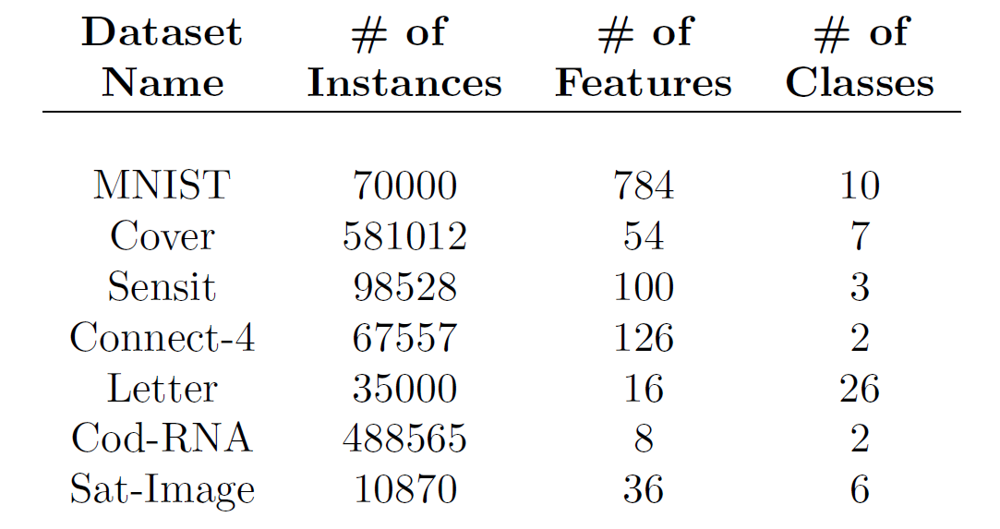 Dataset # of # of # of
Name Instances Features Classes
MNIST 70000 784 10
Cover 581012 54 7
Sensit 98528 100 3
Connect-4 67557 126 2
Letter 35000 16 26
Cod-RNA 488565 8 2
Sat-Image 10870 36 6